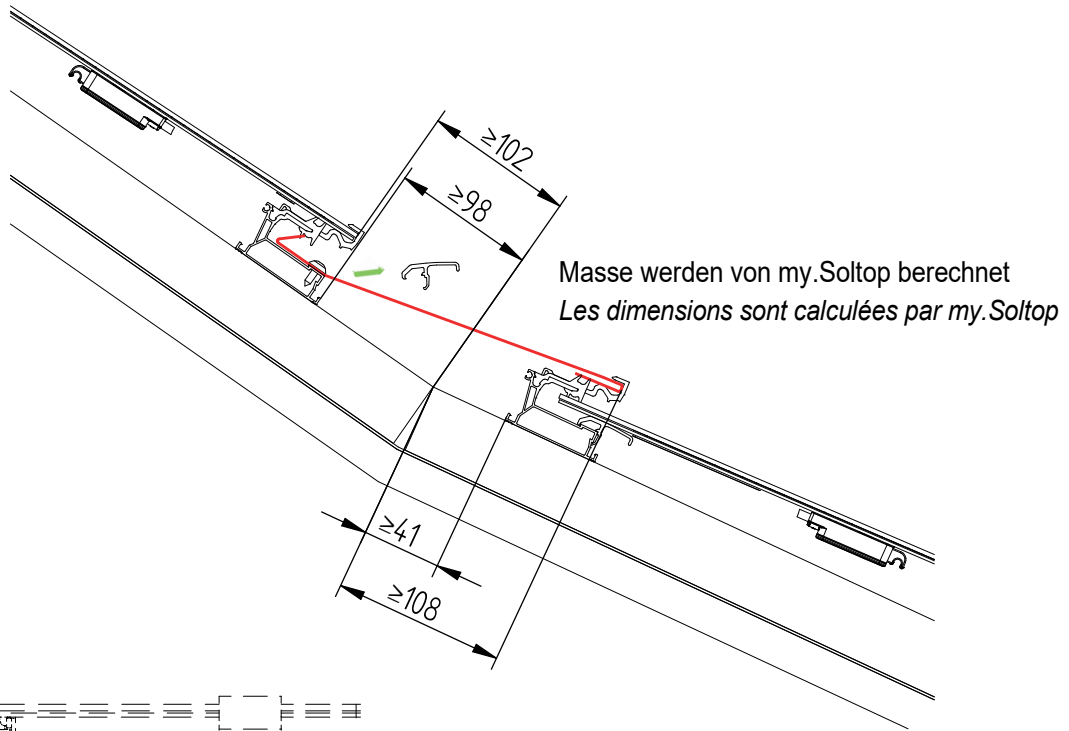 ≥102
≥98
Masse werden von my.Soltop berechnet
Les dimensions sont calculées par my.Soltop
≥41
≥108